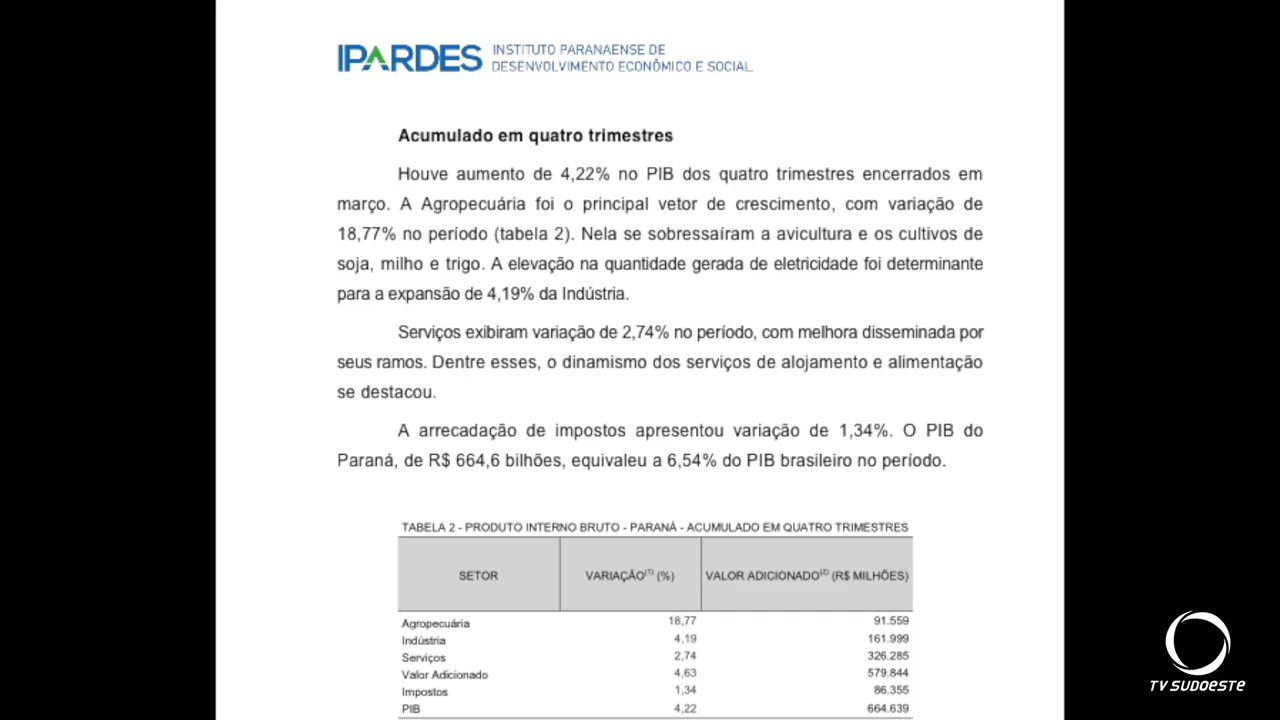 IPARDES INSTITUTO PARANAENSE DE
DESENVOLVIMENTO ECONÔMICO E SOCIAL
Acumulado em quatro trimestres
Houve aumento de 4,22% no PIB dos quatro trimestres encerrados em
março. A Agropecuária foi o principal vetor de crescimento, com variação de
18,77% no período (tabela 2). Nela se sobressaíram a avicultura e os cultivos de
soja, milho e trigo. A elevação na quantidade gerada de eletricidade foi determinante
para a expansão de 4,19% da Indústria.
Serviços exibiram variação de 2,74% no período, com melhora disseminada por
seus ramos. Dentre esses, o dinamismo dos serviços de alojamento e alimentação
se destacou.
A arrecadação de impostos apresentou variação de 1,34%. O PIB do
Paraná, de R$ 664,6 bilhões, equivaleu a 6,54% do PIB brasileiro no período.
TABELA 2 - PRODUTO INTERNO BRUTO - PARANÁ - ACUMULADO EM QUATRO TRIMESTRES
SETOR VARIAÇÃO(1) (%) VALOR ADICIONADO(2) (R$ MILHÕES)
Agropecuária 18,77 91.559
Indústria 4,19 161.999
Serviços 2,74 326.285
Valor Adicionado 4,63 579.844
Impostos 1,34 86.355
PIB 4,22 664.639
TV SUDOESTE